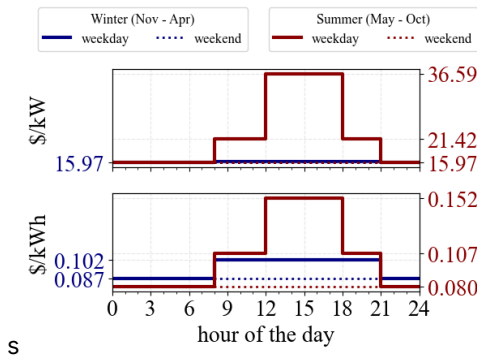 Winter (Nov - Apr)
weekday weekend
Summer (May - Oct)
weekday weekend
$/kW
15.97
36.59
21.42
15.97
$/kWh
0.102
0.087
0.152
0.107
0.080
0 3 6 9 12 15 18 21 24
hour of the day
s